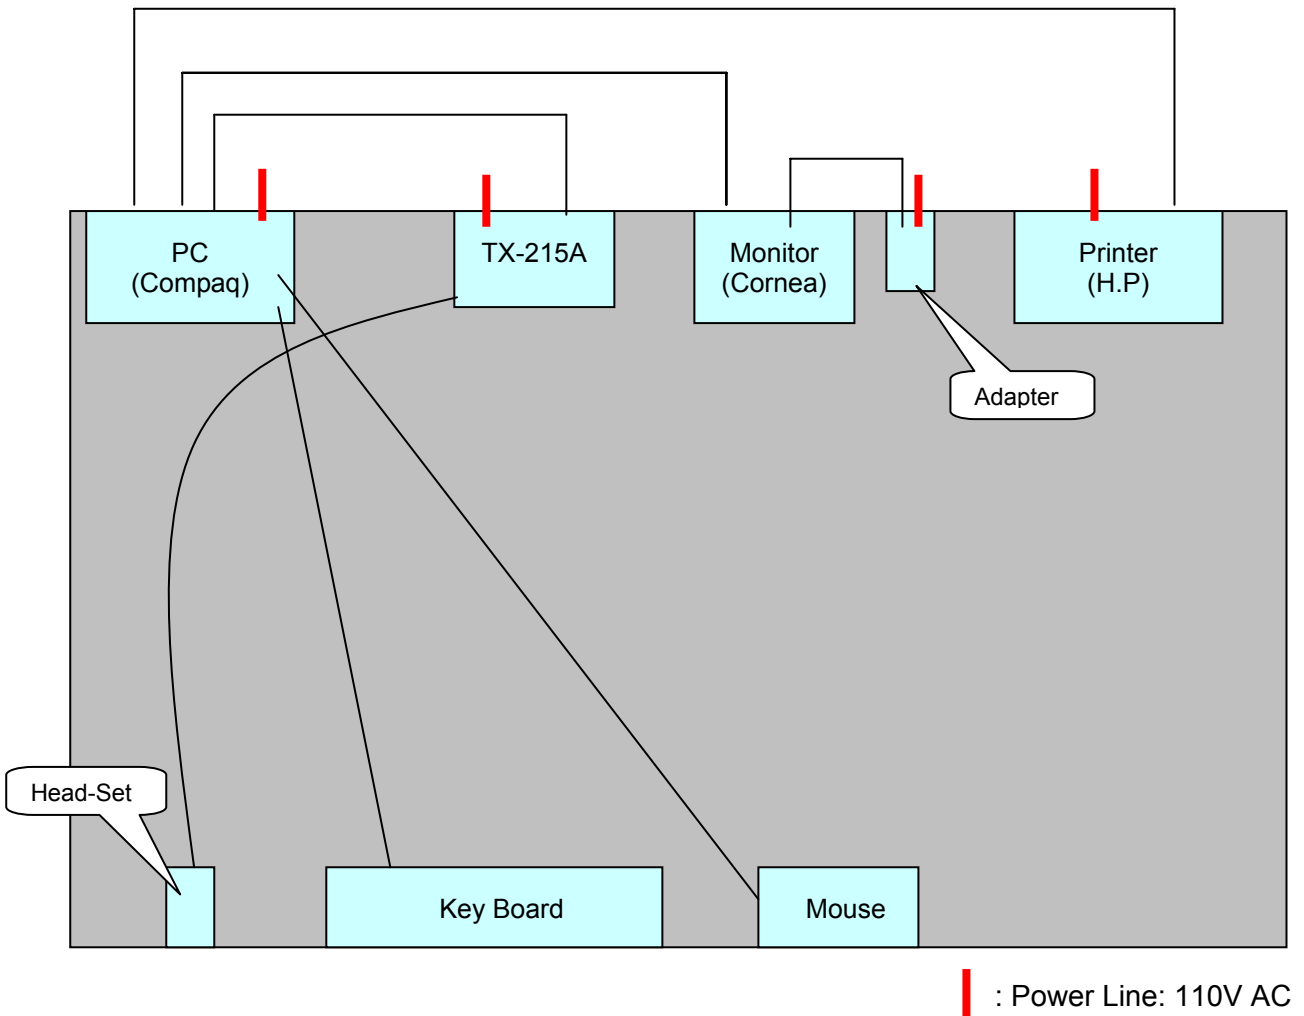 PC
(Compaq)
TX-215A
Monitor
(Cornea)
Printer
(H.P)
Adapter
Head-Set
Key Board
Mouse
: Power Line: 110V AC